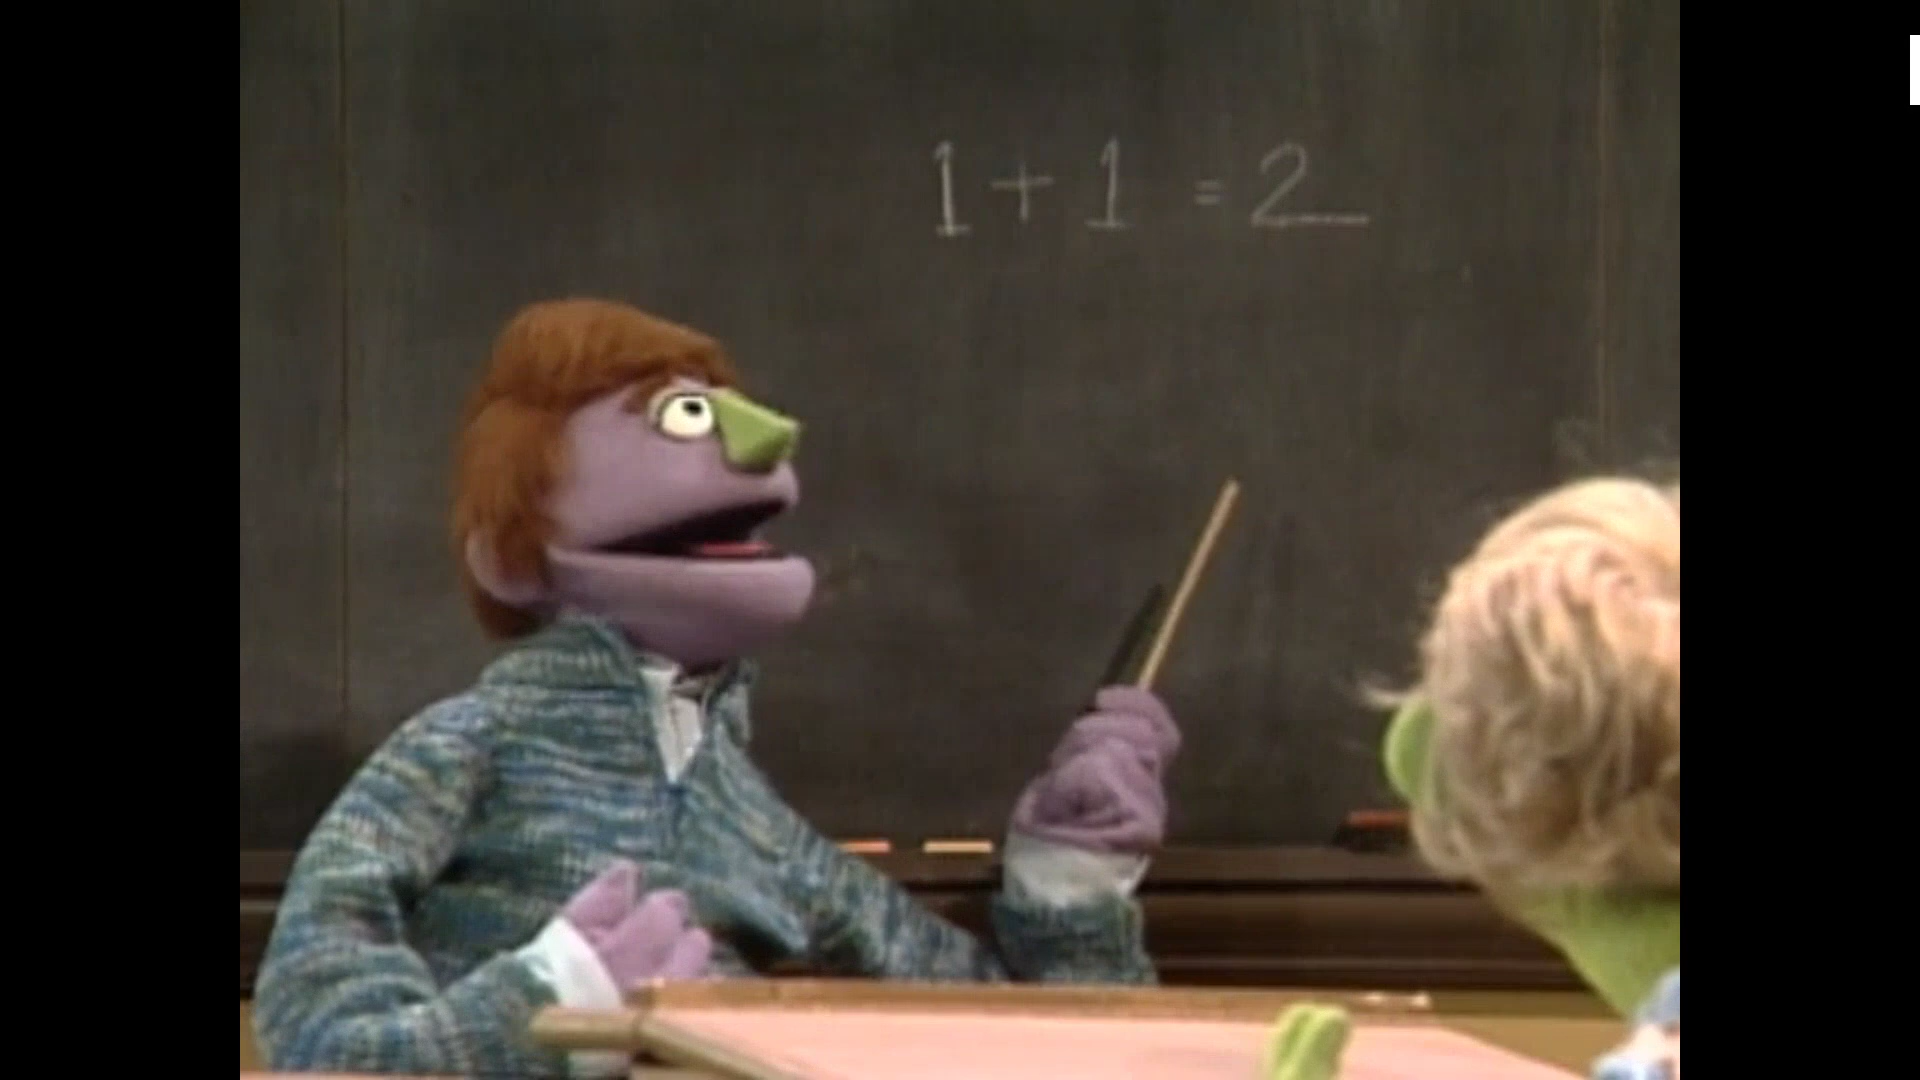 1 + 1 = 2